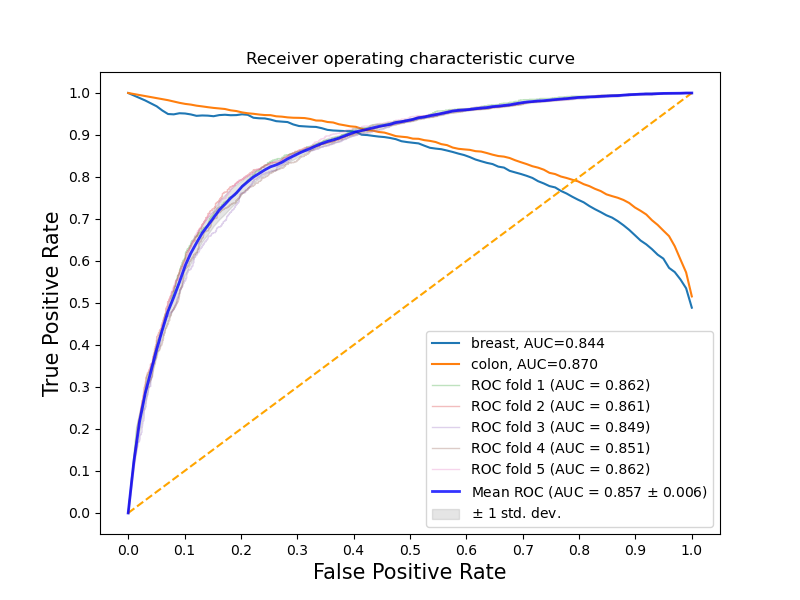 Receiver operating characteristic curve
True Positive Rate
1.0
0.9
0.8
0.7
0.6
0.5
0.4
0.3
0.2
0.1
0.0
breast, AUC=0.844
colon, AUC=0.870
ROC fold 1 (AUC = 0.862)
ROC fold 2 (AUC = 0.861)
ROC fold 3 (AUC = 0.849)
ROC fold 4 (AUC = 0.851)
ROC fold 5 (AUC = 0.862)
Mean ROC (AUC = 0.857 ± 0.006)
± 1 std. dev.
0.0 0.1 0.2 0.3 0.4 0.5 0.6 0.7 0.8 0.9 1.0
False Positive Rate